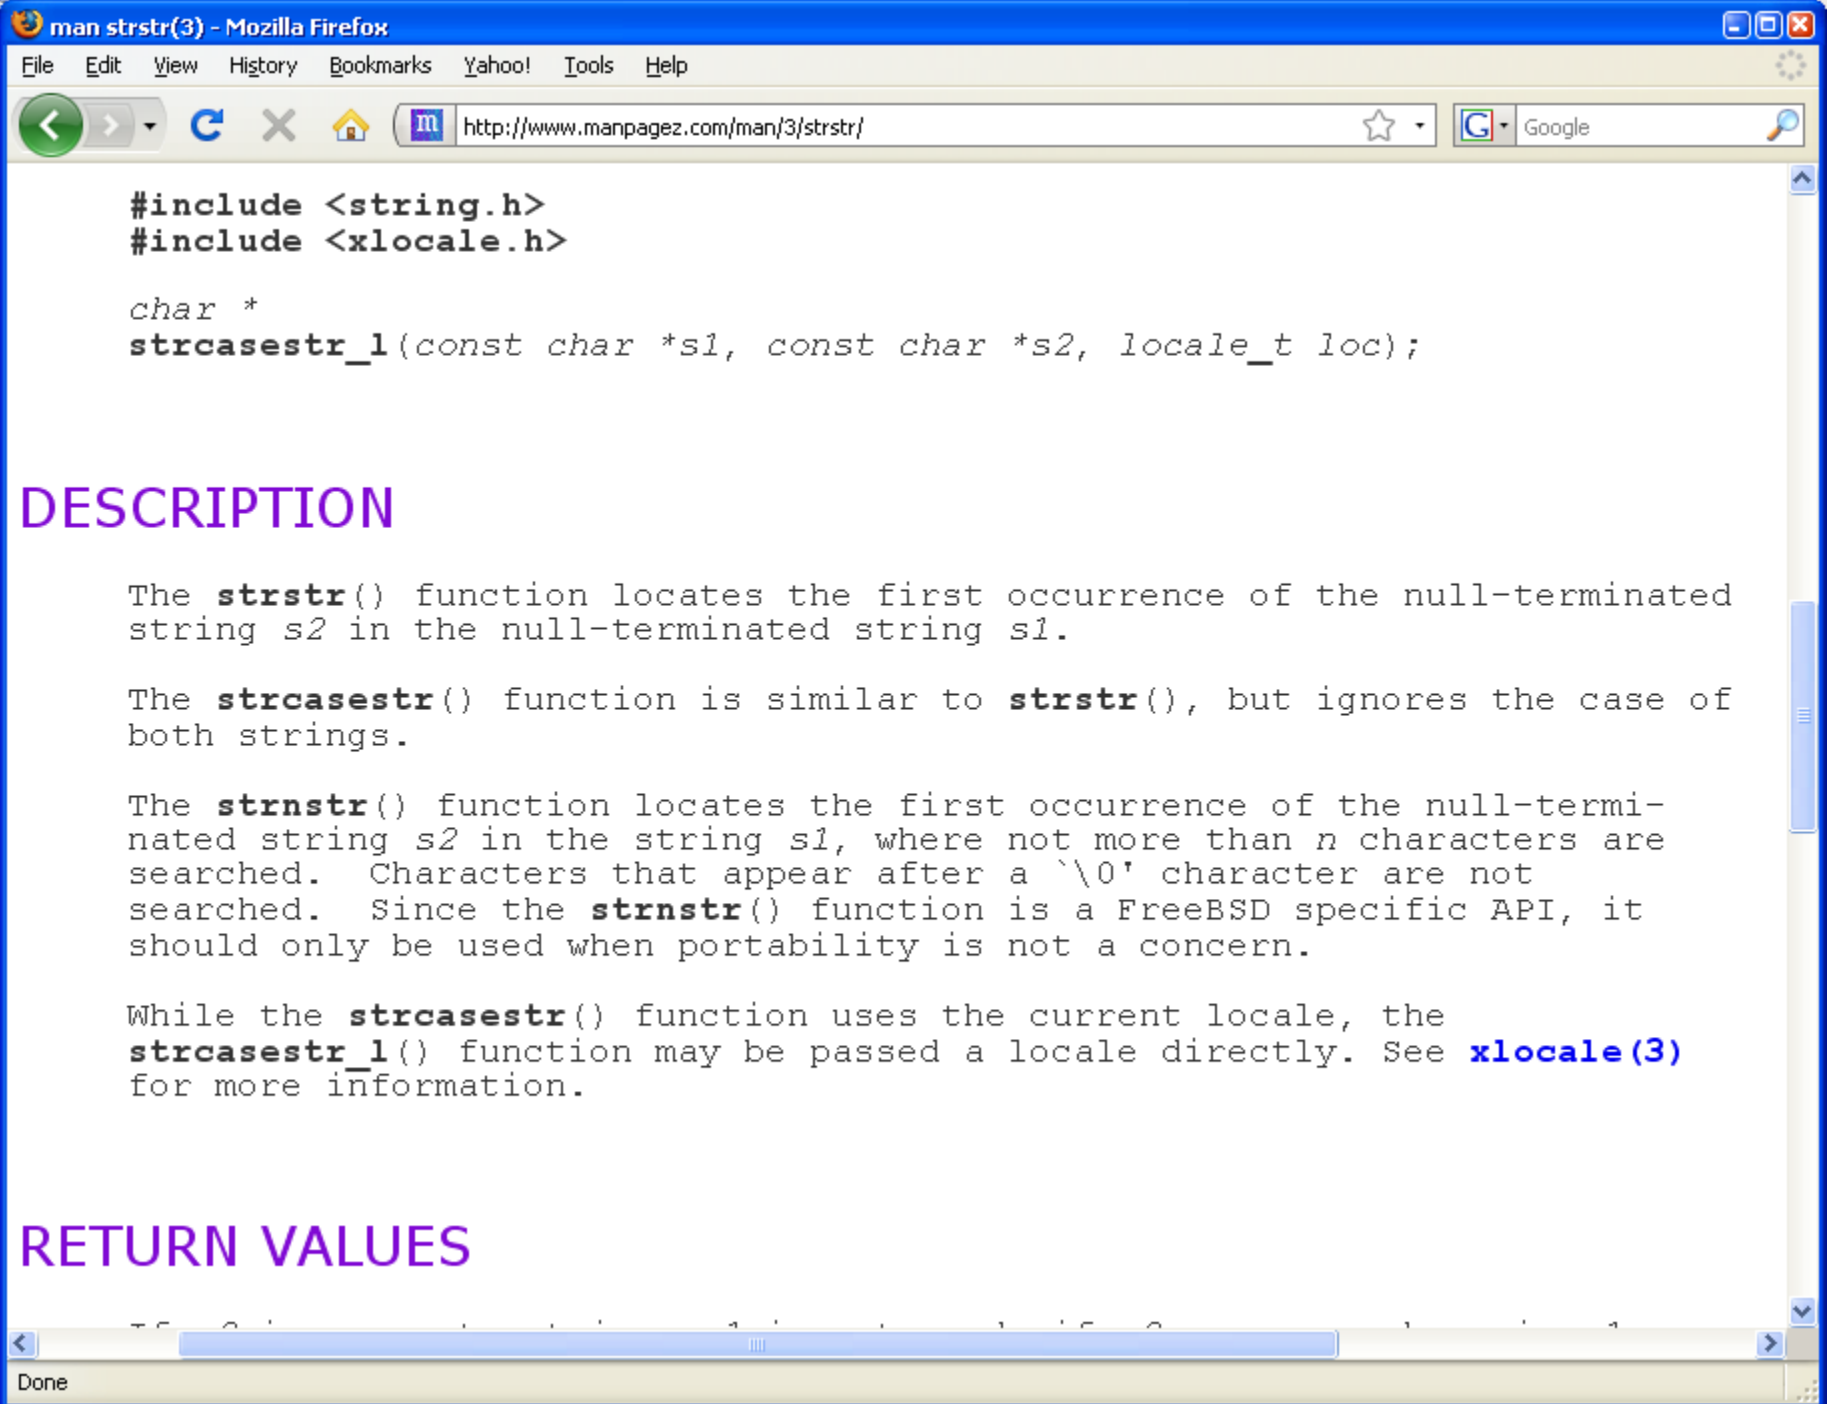 man strstr(3) - Mozilla Firefox
File Edit View History Bookmarks Yahoo! Tools Help
m http://www.manpagez.com/man/3/strstr/ G Google
#include <string.h>
#include <xlocale.h>
char *
strcasestr_l(const char *s1, const char *s2, locale_t loc);
DESCRIPTION
The strstr() function locates the first occurrence of the null-terminated
string s2 in the null-terminated string s1.
The strcasestr() function is similar to strstr(), but ignores the case of
both strings.
The strnstr() function locates the first occurrence of the null-termi-
nated string s2 in the string s1, where not more than n characters are
searched.  Characters that appear after a `\0' character are not
searched.  Since the strnstr() function is a FreeBSD specific API, it
should only be used when portability is not a concern.
While the strcasestr() function uses the current locale, the
strcasestr_l() function may be passed a locale directly. See xlocale(3)
for more information.
RETURN VALUES
Done